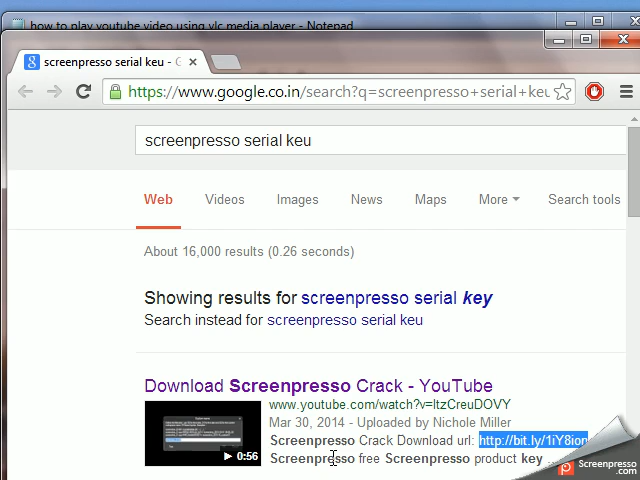 how to play youtube video using vlc media player - Notepad
screenpresso serial keu - G
https://www.google.co.in/search?q=screenpresso+serial+keu
screenpresso serial keu
Web Videos Images News Maps More Search tools
About 16,000 results (0.26 seconds)
Showing results for screenpresso serial key
Search instead for screenpresso serial keu
Download Screenpresso Crack - YouTube
www.youtube.com/watch?v=ltzCreuDOVY
Mar 30, 2014 - Uploaded by Nichole Miller
Screenpresso Crack Download url: http://bit.ly/1iY8ion
0:56
Screenpresso free Screenpresso product key ...
Screenpresso
.com